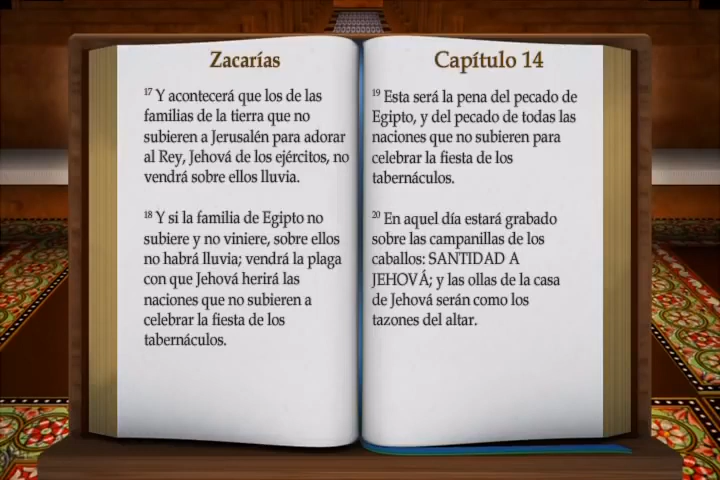 Zacarías
17 Y acontecerá que los de las
familias de la tierra que no
subieren a Jerusalén para adorar
al Rey, Jehová de los ejércitos, no
vendrá sobre ellos lluvia.
18 Y si la familia de Egipto no
subiere y no viniere, sobre ellos
no habrá lluvia; vendrá la plaga
con que Jehová herirá las
naciones que no subieren a
celebrar la fiesta de los
tabernáculos.
Capítulo 14
19 Esta será la pena del pecado de
Egipto, y del pecado de todas las
naciones que no subieren para
celebrar la fiesta de los
tabernáculos.
20 En aquel día estará grabado
sobre las campanillas de los
caballos: SANTIDAD A
JEHOVÁ; y las ollas de la casa
de Jehová serán como los
tazones del altar.